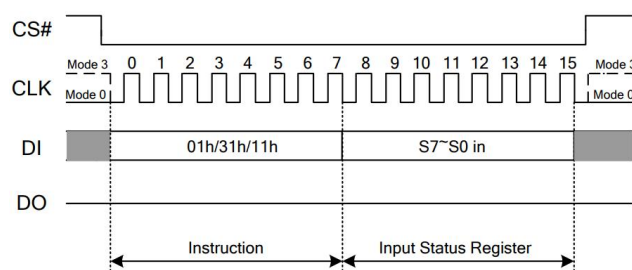 CS#
Mode 3 0 1 2 3 4 5 6 7 8 9 10 11 12 13 14 15 Mode 3
CLK
Mode 0 Mode 0
DI 01h/31h/11h S7~S0 in
DO
Instruction Input Status Register